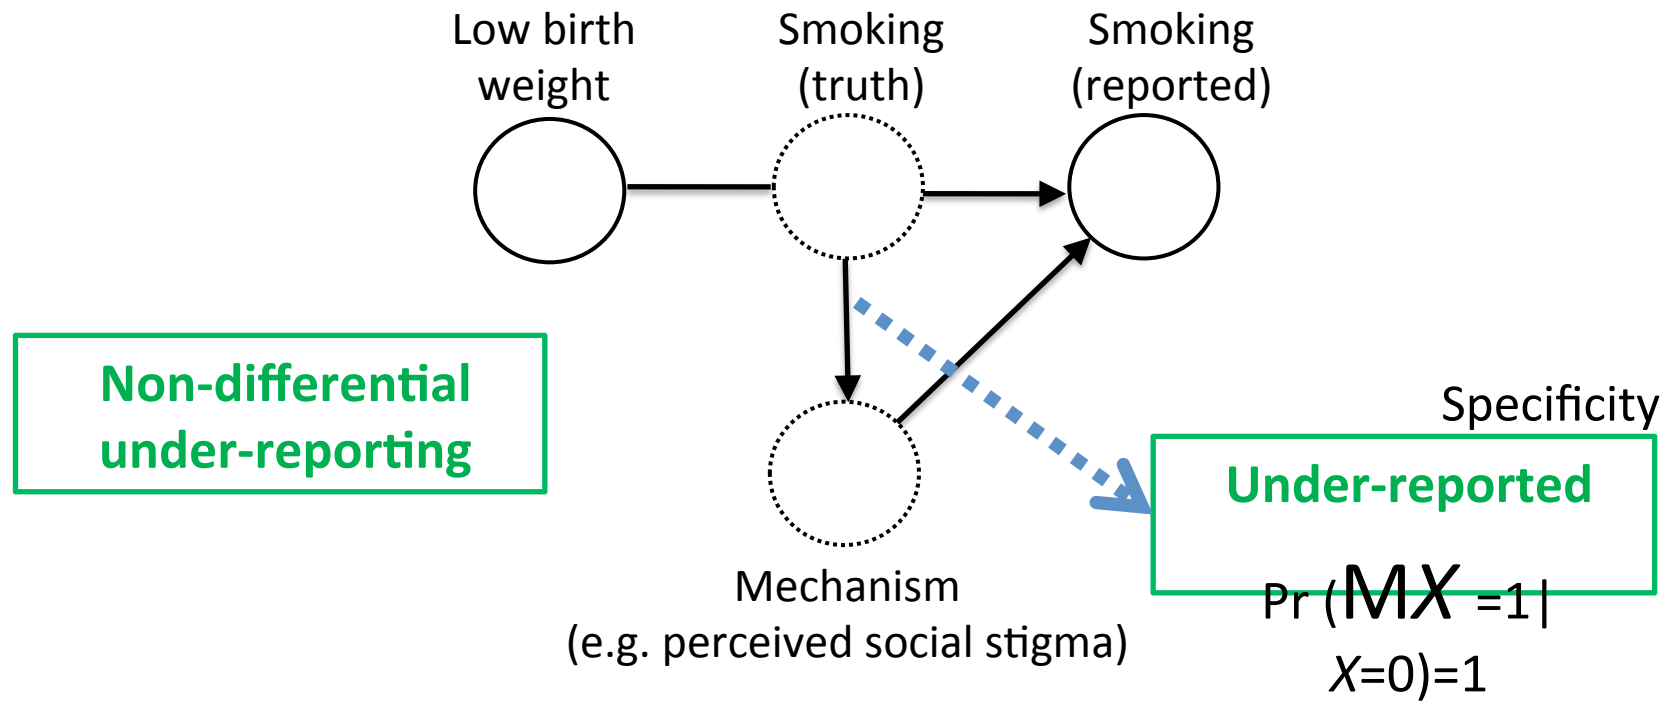 Low birth
weight
Smoking
(truth)
Smoking
(reported)
Non-differential
under-reporting
Specificity
Under-reported
Pr (MX =1|
X=0)=1
Mechanism
(e.g. perceived social stigma)